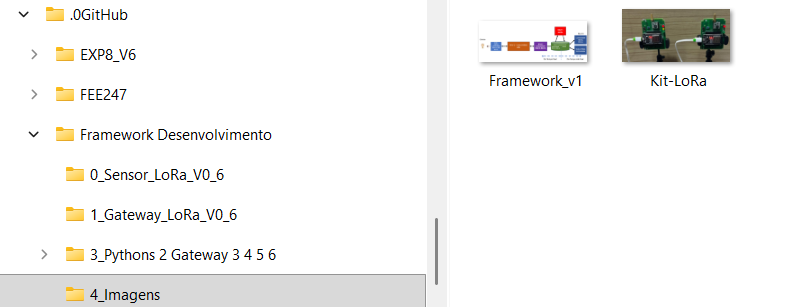 .0GitHub
EXP8_V6
FEE247
Framework Desenvolvimento
0_Sensor_LoRa_V0_6
1_Gateway_LoRa_V0_6
3_Pythons 2 Gateway 3 4 5 6
4_Imagens
Framework_v1
Kit-LoRa